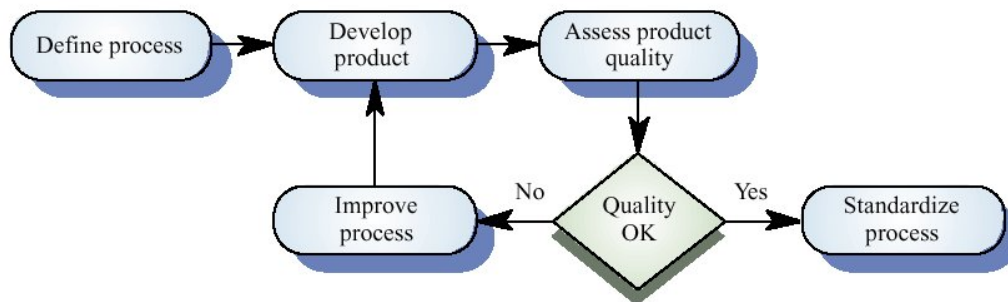 Define process
Develop
product
Assess product
quality
Improve
process
No
Quality
OK
Yes
Standardize
process